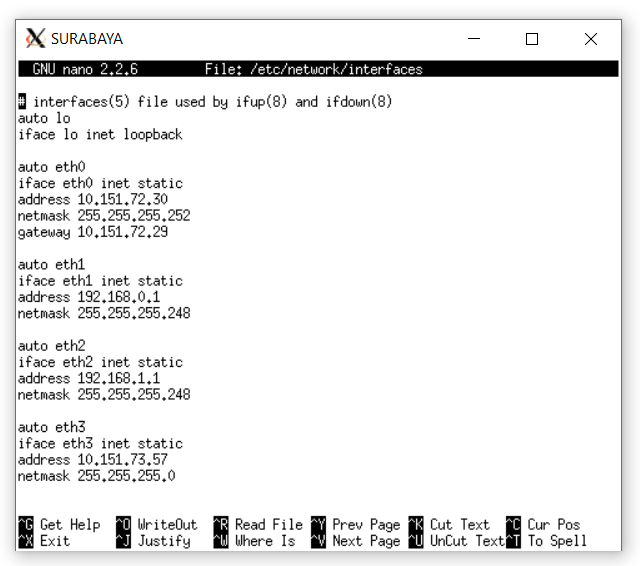 SURABAYA
GNU nano 2.2.6 File: /etc/network/interfaces
# interfaces(5) file used by ifup(8) and ifdown(8)
auto lo
iface lo inet loopback
auto eth0
iface eth0 inet static
address 10.151.72.30
netmask 255.255.255.252
gateway 10.151.72.29
auto eth1
iface eth1 inet static
address 192.168.0.1
netmask 255.255.255.248
auto eth2
iface eth2 inet static
address 192.168.1.1
netmask 255.255.255.248
auto eth3
iface eth3 inet static
address 10.151.73.57
netmask 255.255.255.0
^G Get Help ^O WriteOut ^R Read File ^Y Prev Page ^K Cut Text ^C Cur Pos
^X Exit ^J Justify ^W Where Is ^V Next Page ^U UnCut Text ^T To Spell